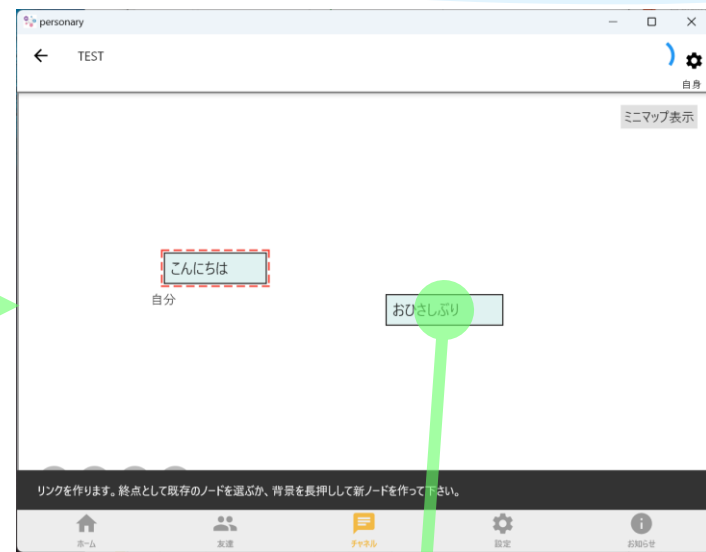 personary
TEST
自身
ミニマップ表示
こんにちは
自分
おひさしぶり
リンクを作ります。終点として既存のノードを選ぶか、背景を長押しして新ノードを作って下さい。
ホーム
友達
チャネル
設定
お知らせ